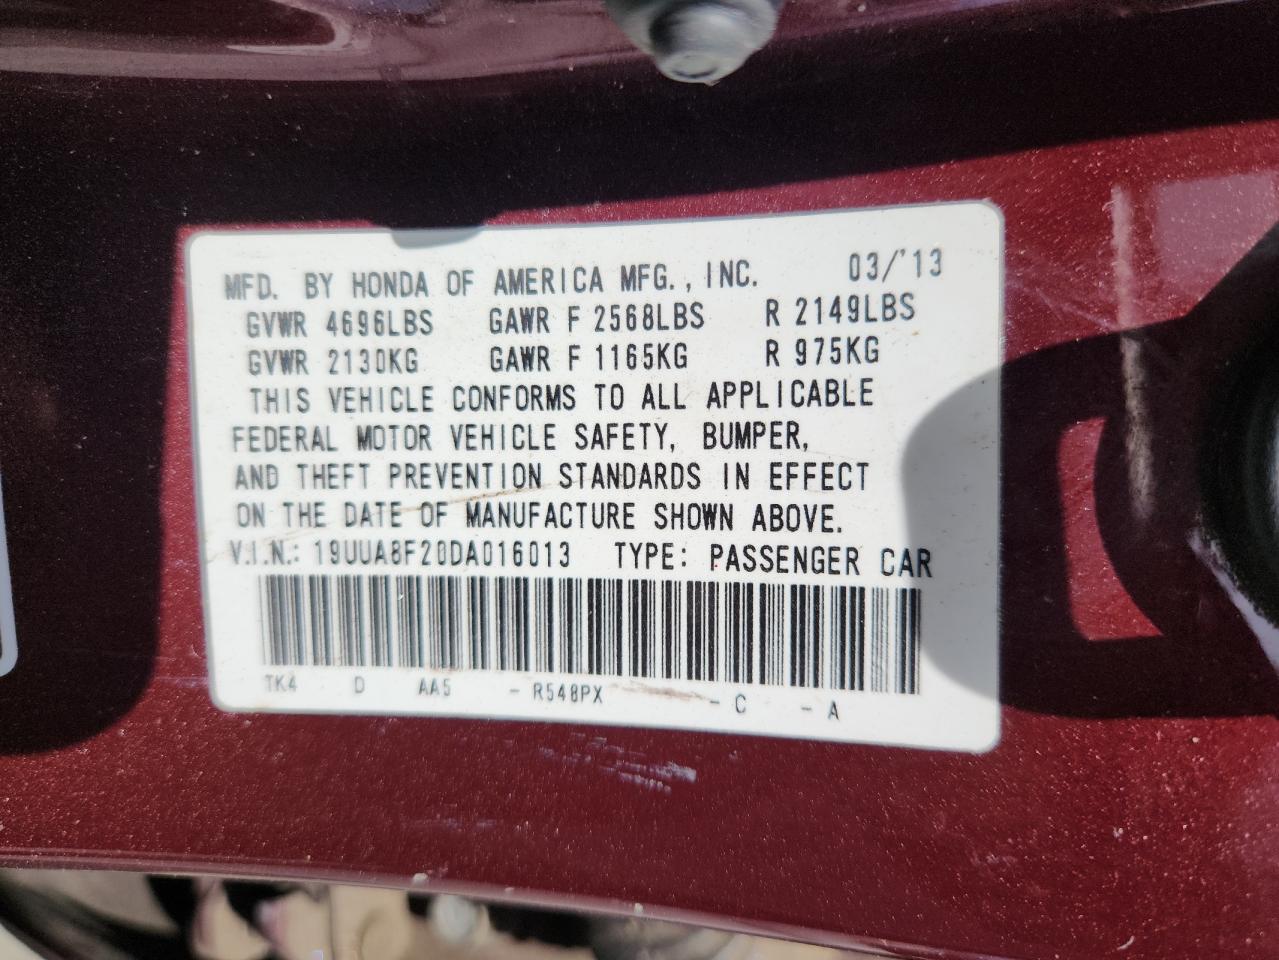 MFD. BY HONDA OF AMERICA MFG., INC. 03/'13
GVWR 4696LBS GAWR F 2568LBS R 2149LBS
GVWR 2130KG GAWR F 1165KG R 975KG
THIS VEHICLE CONFORMS TO ALL APPLICABLE
FEDERAL MOTOR VEHICLE SAFETY, BUMPER,
AND THEFT PREVENTION STANDARDS IN EFFECT
ON THE DATE OF MANUFACTURE SHOWN ABOVE.
V.I.N.: 19UUA8F20DA016013 TYPE: PASSENGER CAR
TK4 D AA5 - R548PX - C - A